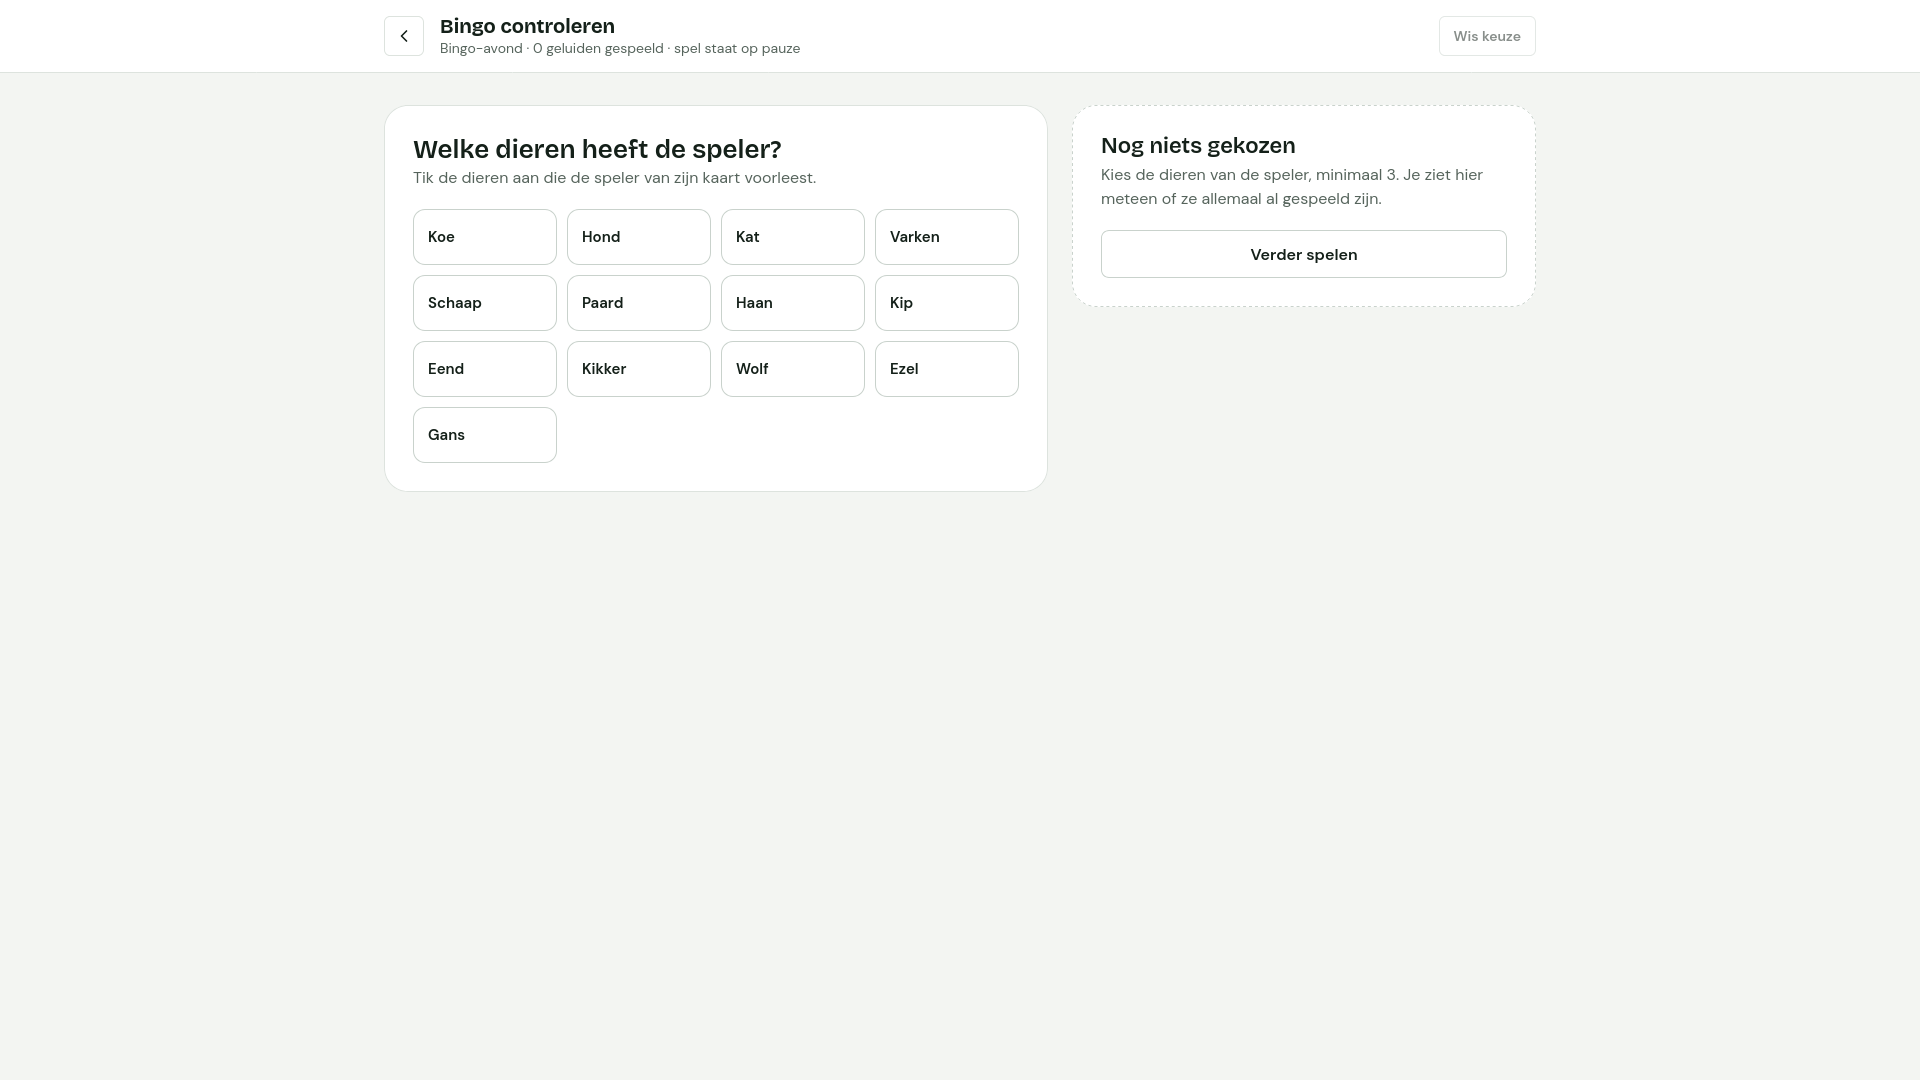 Bingo controleren
Bingo-avond · 0 geluiden gespeeld · spel staat op pauze
Wis keuze
Welke dieren heeft de speler?
Tik de dieren aan die de speler van zijn kaart voorleest.
Koe
Hond
Kat
Varken
Schaap
Paard
Haan
Kip
Eend
Kikker
Wolf
Ezel
Gans
Nog niets gekozen
Kies de dieren van de speler, minimaal 3. Je ziet hier
meteen of ze allemaal al gespeeld zijn.
Verder spelen